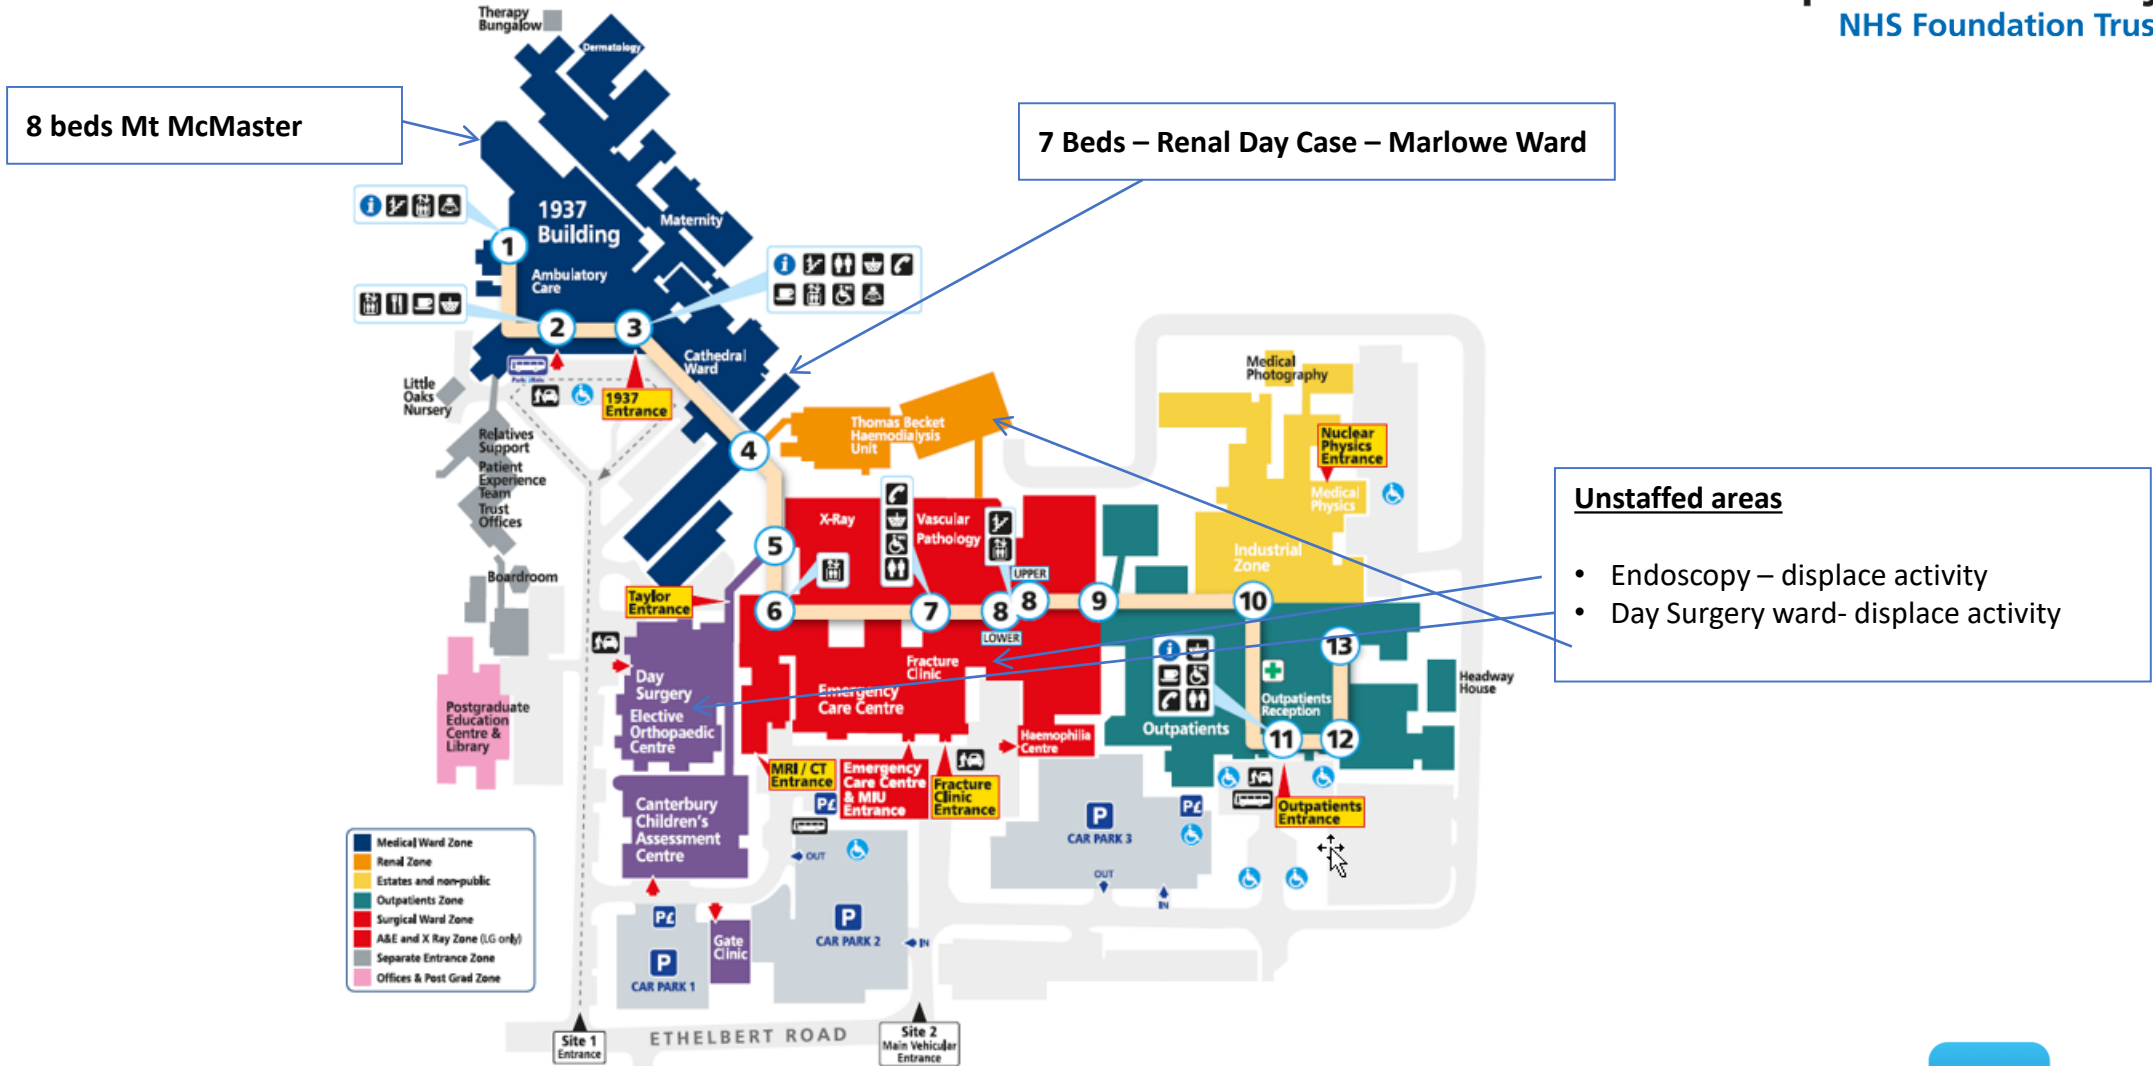 NHS Foundation Trus
Therapy
Bungalow
Dermatology
8 beds Mt McMaster
7 Beds – Renal Day Case – Marlowe Ward
1937
Building
Maternity
1
Ambulatory
Care
2
3
Cathedral
Ward
Little
Oaks
Nursery
1937
Entrance
Relatives
Support
Patient
Experience
Team
Trust
Offices
Boardroom
4
Thomas Becket
Haemodialysis
Unit
Medical
Photography
Nuclear
Physics
Entrance
Medical
Physics
Industrial
Zone
Unstaffed areas
• Endoscopy – displace activity
• Day Surgery ward- displace activity
X-Ray
Vascular
Pathology
5
UPPER
Taylor
Entrance
6
7
8
8
9
10
LOWER
13
Fracture
Clinic
Emergency
Care Centre
Day
Surgery
Elective
Orthopaedic
Centre
Postgraduate
Education
Centre &
Library
Outpatients
Reception
Headway
House
Outpatients
11
12
Haemophilia
Centre
MRI / CT
Entrance
Emergency
Care Centre
& MIU
Entrance
Fracture
Clinic
Entrance
Outpatients
Entrance
Canterbury
Children's
Assessment
Centre
P£
P£
P
CAR PARK 3
OUT
OUT
IN
Medical Ward Zone
Renal Zone
Estates and non-public
Outpatients Zone
Surgical Ward Zone
A&E and X Ray Zone (LG only)
Separate Entrance Zone
Offices & Post Grad Zone
P£
P
CAR PARK 1
Gate
Clinic
P
CAR PARK 2
IN
ETHELBERT ROAD
Site 1
Entrance
Site 2
Main Vehicular
Entrance